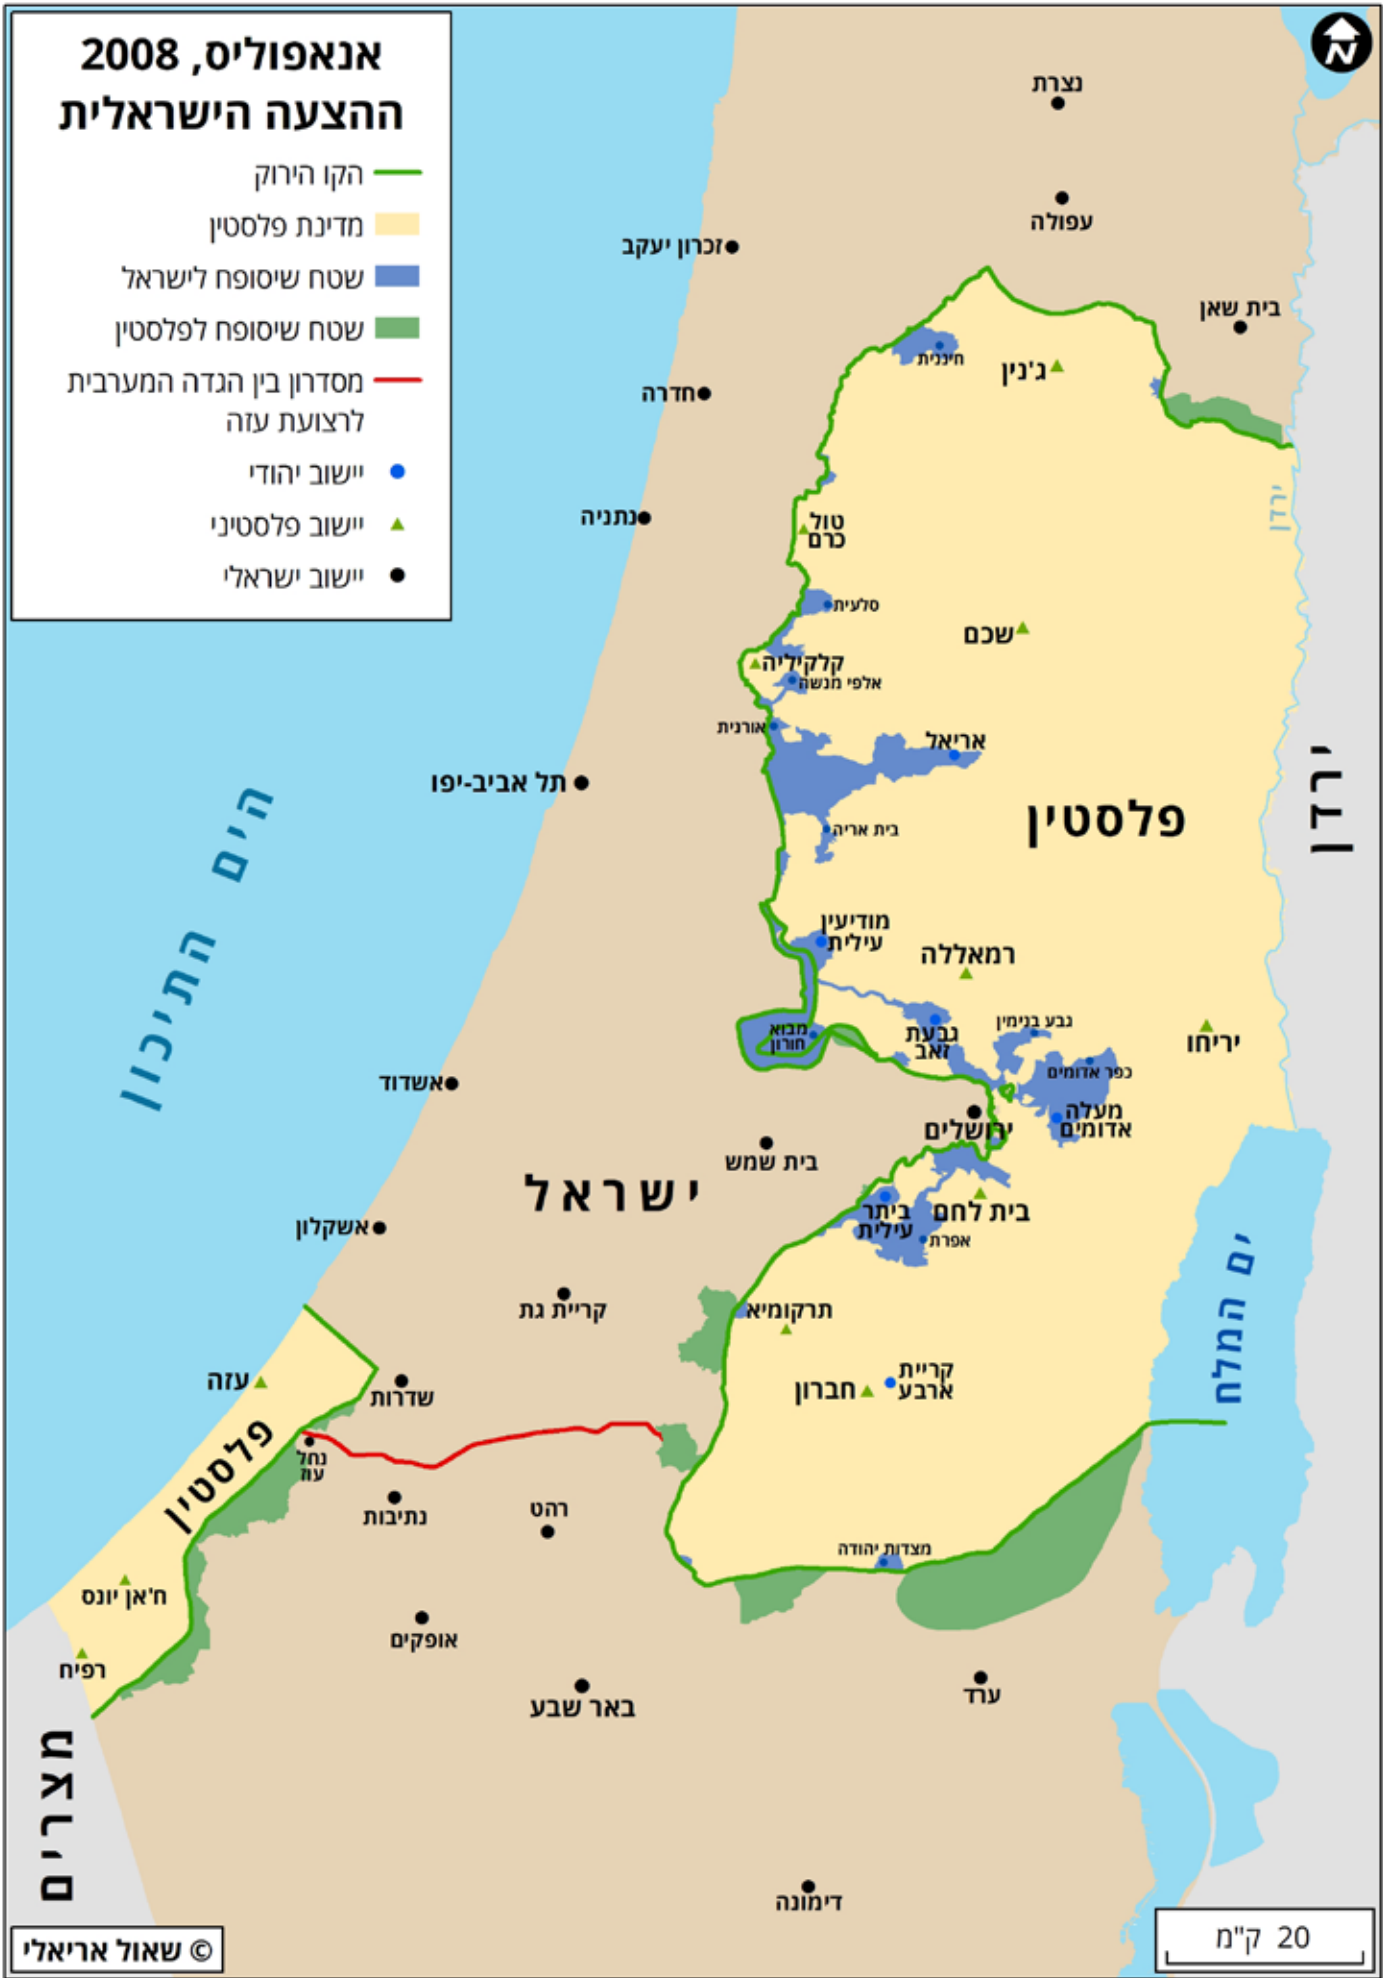 אנאפוליס, 2008
ההצעה הישראלית
הקו הירוק
מדינת פלסטין
שטח שיסופח לישראל
שטח שיסופח לפלסטין
מסדרון בין הגדה המערבית
לרצועת עזה
יישוב יהודי
יישוב פלסטיני
יישוב ישראלי
N
נצרת
עפולה
זכרון יעקב
בית שאן
חיננית
ג'נין
חדרה
ירדן
נתניה
טול
כרם
סלעית
שכם
קלקיליה
אלפי מנשה
אורנית
אריאל
תל אביב-יפו
ירדן
פלסטין
בית אריה
הים התיכון
מודיעין
עילית
רמאללה
גבע בנימין
מבוא
חורון
גבעת
זאב
יריחו
כפר אדומים
אשדוד
מעלה
אדומים
ירושלים
בית שמש
ישראל
ביתר
עילית
בית לחם
אשקלון
אפרת
ים המלח
קריית גת
תרקומיא
עזה
שדרות
חברון
קריית
ארבע
פלסטין
נחל
עוז
נתיבות
רהט
מצדות יהודה
ח'אן יונס
אופקים
רפיח
באר שבע
ערד
מצרים
דימונה
© שאול אריאלי
20 ק"מ